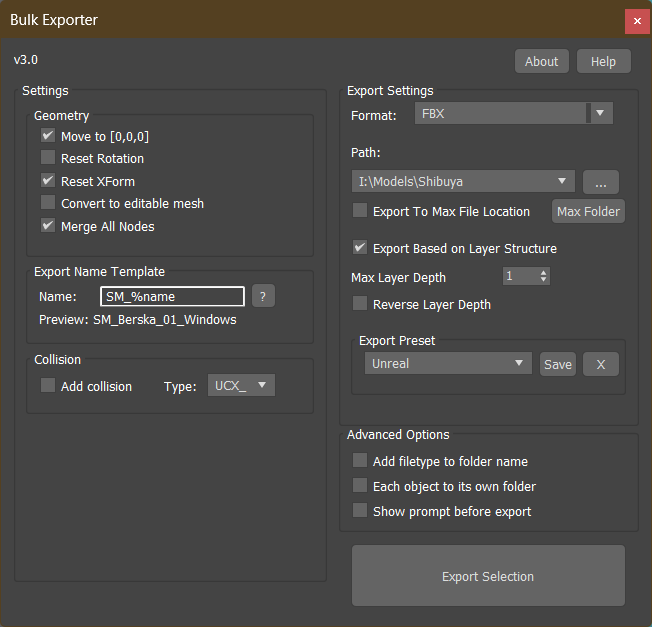 Bulk Exporter
v3.0
About
Help
Settings
Geometry
Move to [0,0,0]
Reset Rotation
Reset XForm
Convert to editable mesh
Merge All Nodes
Export Name Template
Name: SM_%name ?
Preview: SM_Berska_01_Windows
Collision
Add collision Type: UCX_
Export Settings
Format: FBX
Path:
I:\Models\Shibuya ...
Export To Max File Location Max Folder
Export Based on Layer Structure
Max Layer Depth 1
Reverse Layer Depth
Export Preset
Unreal Save X
Advanced Options
Add filetype to folder name
Each object to its own folder
Show prompt before export
Export Selection